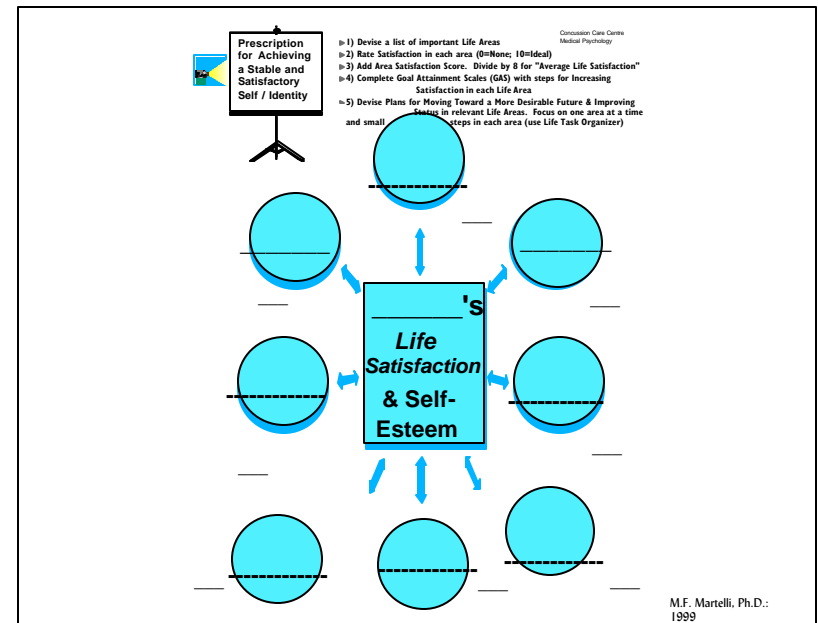 Prescription
for Achieving
a Stable and
Satisfactory
Self / Identity
Concussion Care Centre
Medical Psychology
1) Devise a list of important Life Areas
2) Rate Satisfaction in each area (0=None; 10=Ideal)
3) Add Area Satisfaction Score. Divide by 8 for "Average Life Satisfaction"
4) Complete Goal Attainment Scales (GAS) with steps for Increasing
Satisfaction in each Life Area
5) Devise Plans for Moving Toward a More Desirable Future & Improving
Status in relevant Life Areas. Focus on one area at a time
and small steps in each area (use Life Task Organizer)
_______'s
Life
Satisfaction
& Self-
Esteem
M.F. Martelli, Ph.D.:
1999